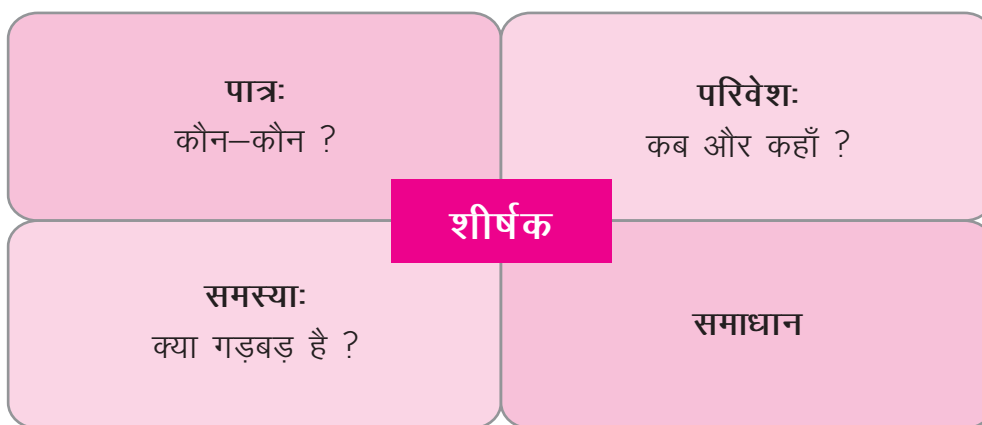 पात्रः
कौन–कौन ?
परिवेशः
कब और कहाँ ?
शीर्षक
समस्याः
क्या गड़बड़ है ?
समाधान